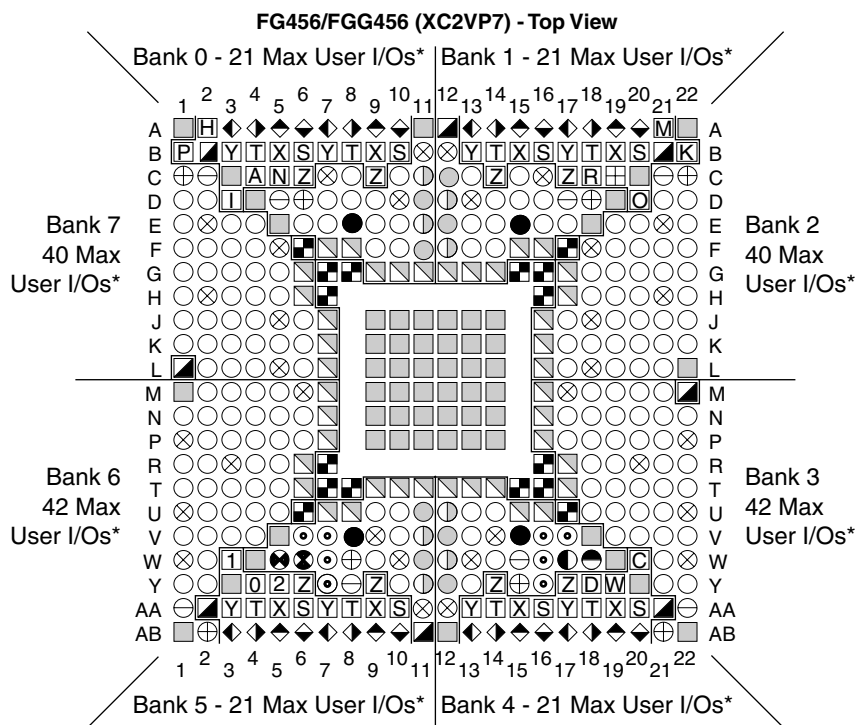 FG456/FGG456 (XC2VP7) - Top View
Bank 0 - 21 Max User I/Os* Bank 1 - 21 Max User I/Os*
1 2 3 4 5 6 7 8 9 10 11 12 13 14 15 16 17 18 19 20 21 22
A H M A
B P Y T X S Y T X S Y T X S Y T X S K B
C A N Z Z Z Z R C
D I O D
E E
F F
G G
H H
J J
K K
L L
Bank 7
40 Max
User I/Os*
Bank 2
40 Max
User I/Os*
M M
N N
P P
R R
T T
U U
V V
W 1 C W
Y 0 2 Z Z Z Z D W Y
AA Y T X S Y T X S Y T X S Y T X S AA
AB AB
Bank 6
42 Max
User I/Os*
Bank 3
42 Max
User I/Os*
1 2 3 4 5 6 7 8 9 10 11 12 13 14 15 16 17 18 19 20 21 22
Bank 5 - 21 Max User I/Os* Bank 4 - 21 Max User I/Os*